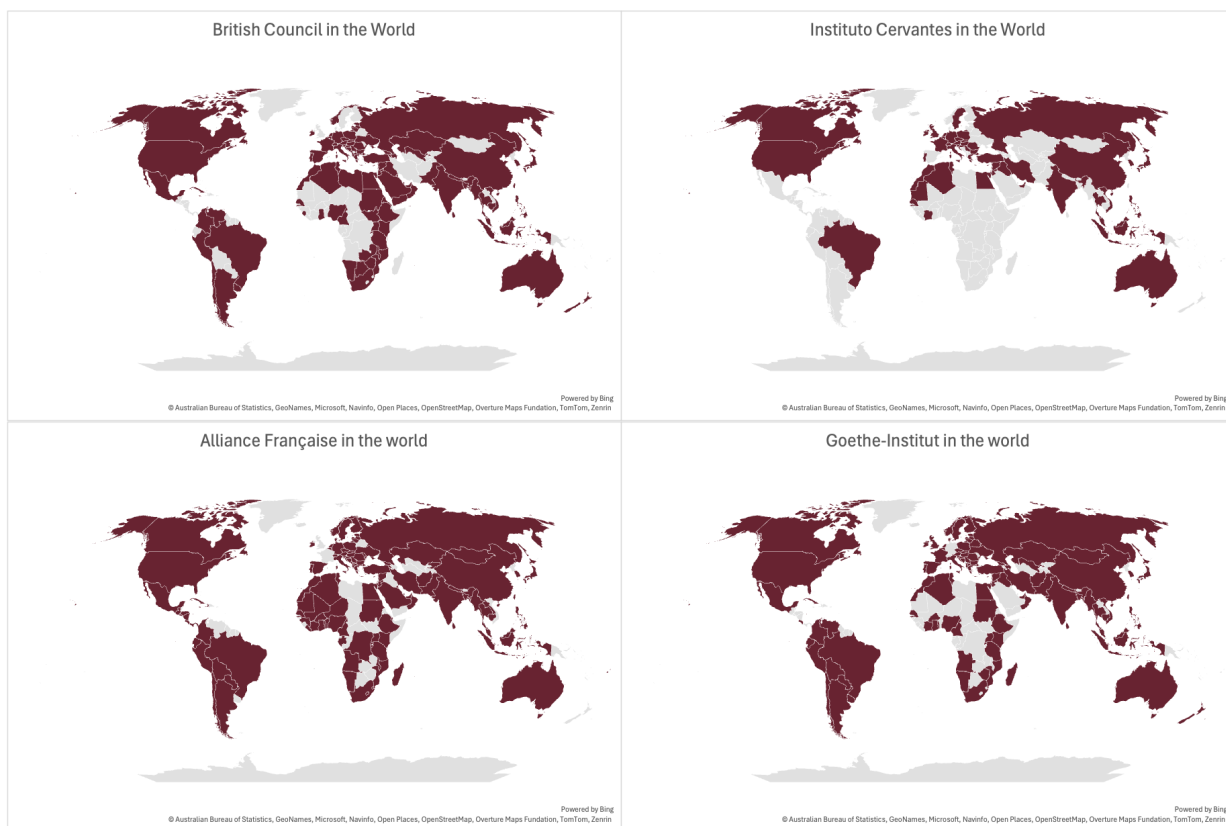 British Council in the World
Instituto Cervantes in the World
Powered by Bing
© Australian Bureau of Statistics, GeoNames, Microsoft, Navinfo, Open Places, OpenStreetMap, Overture Maps Fundation, TomTom, Zenrin
Powered by Bing
© Australian Bureau of Statistics, GeoNames, Microsoft, Navinfo, Open Places, OpenStreetMap, Overture Maps Fundation, TomTom, Zenrin
Alliance Française in the world
Goethe-Institut in the world
Powered by Bing
© Australian Bureau of Statistics, GeoNames, Microsoft, Navinfo, Open Places, OpenStreetMap, Overture Maps Fundation, TomTom, Zenrin
Powered by Bing
© Australian Bureau of Statistics, GeoNames, Microsoft, Navinfo, Open Places, OpenStreetMap, Overture Maps Fundation, TomTom, Zenrin